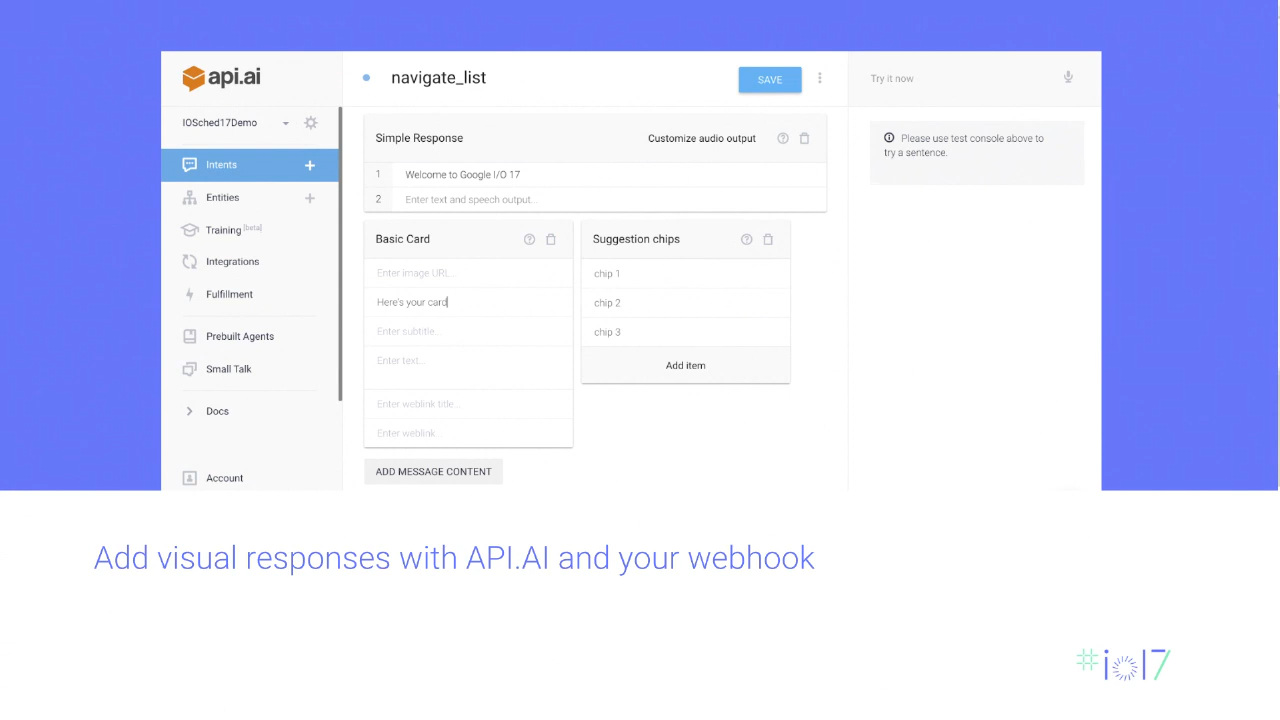 api.ai
navigate_list
SAVE
Try it now
IOSched17Demo
Intents
Entities
Training [beta]
Integrations
Fulfillment
Prebuilt Agents
Small Talk
Docs
Account
Simple Response
Customize audio output
1 Welcome to Google I/O 17
2 Enter text and speech output...
Basic Card
Enter image URL...
Here's your card
Enter subtitle...
Enter text...
Enter weblink title...
Enter weblink...
Suggestion chips
chip 1
chip 2
chip 3
Add item
ADD MESSAGE CONTENT
Please use test console above to
try a sentence.
Add visual responses with API.AI and your webhook
#io17